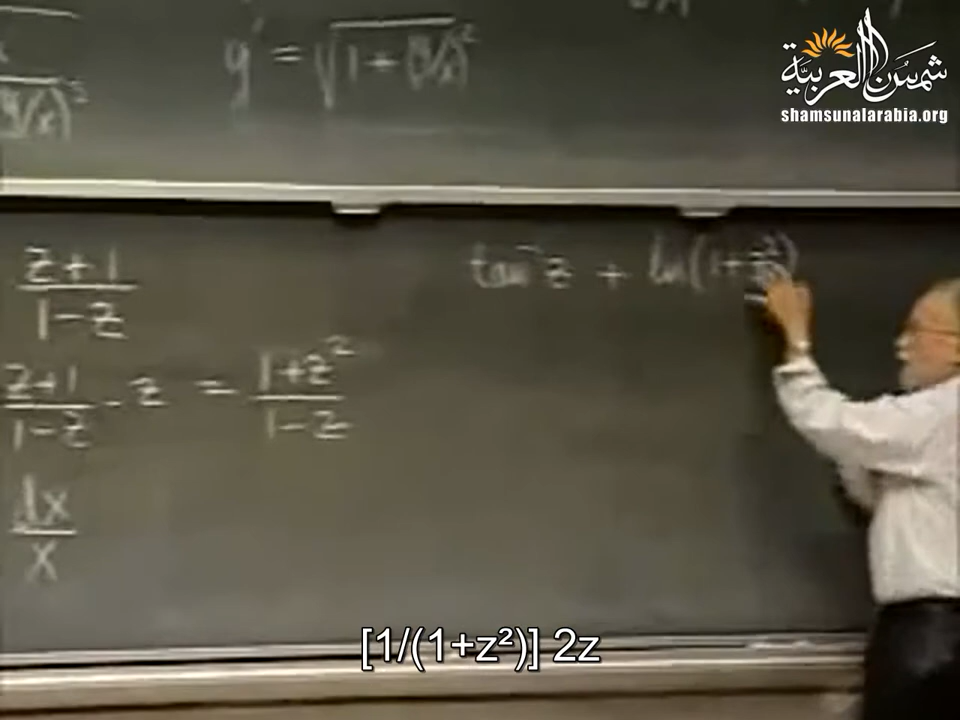 شمس العربية
shamsunalarabia.org
y' = √1 + (y/x)²
z + 1
1 - z
z + 1
1 - z
- z = 1 + z²
1 - z
dx
x
tan⁻¹ z + ln(1 + z²)
[1/(1+z²)] 2z